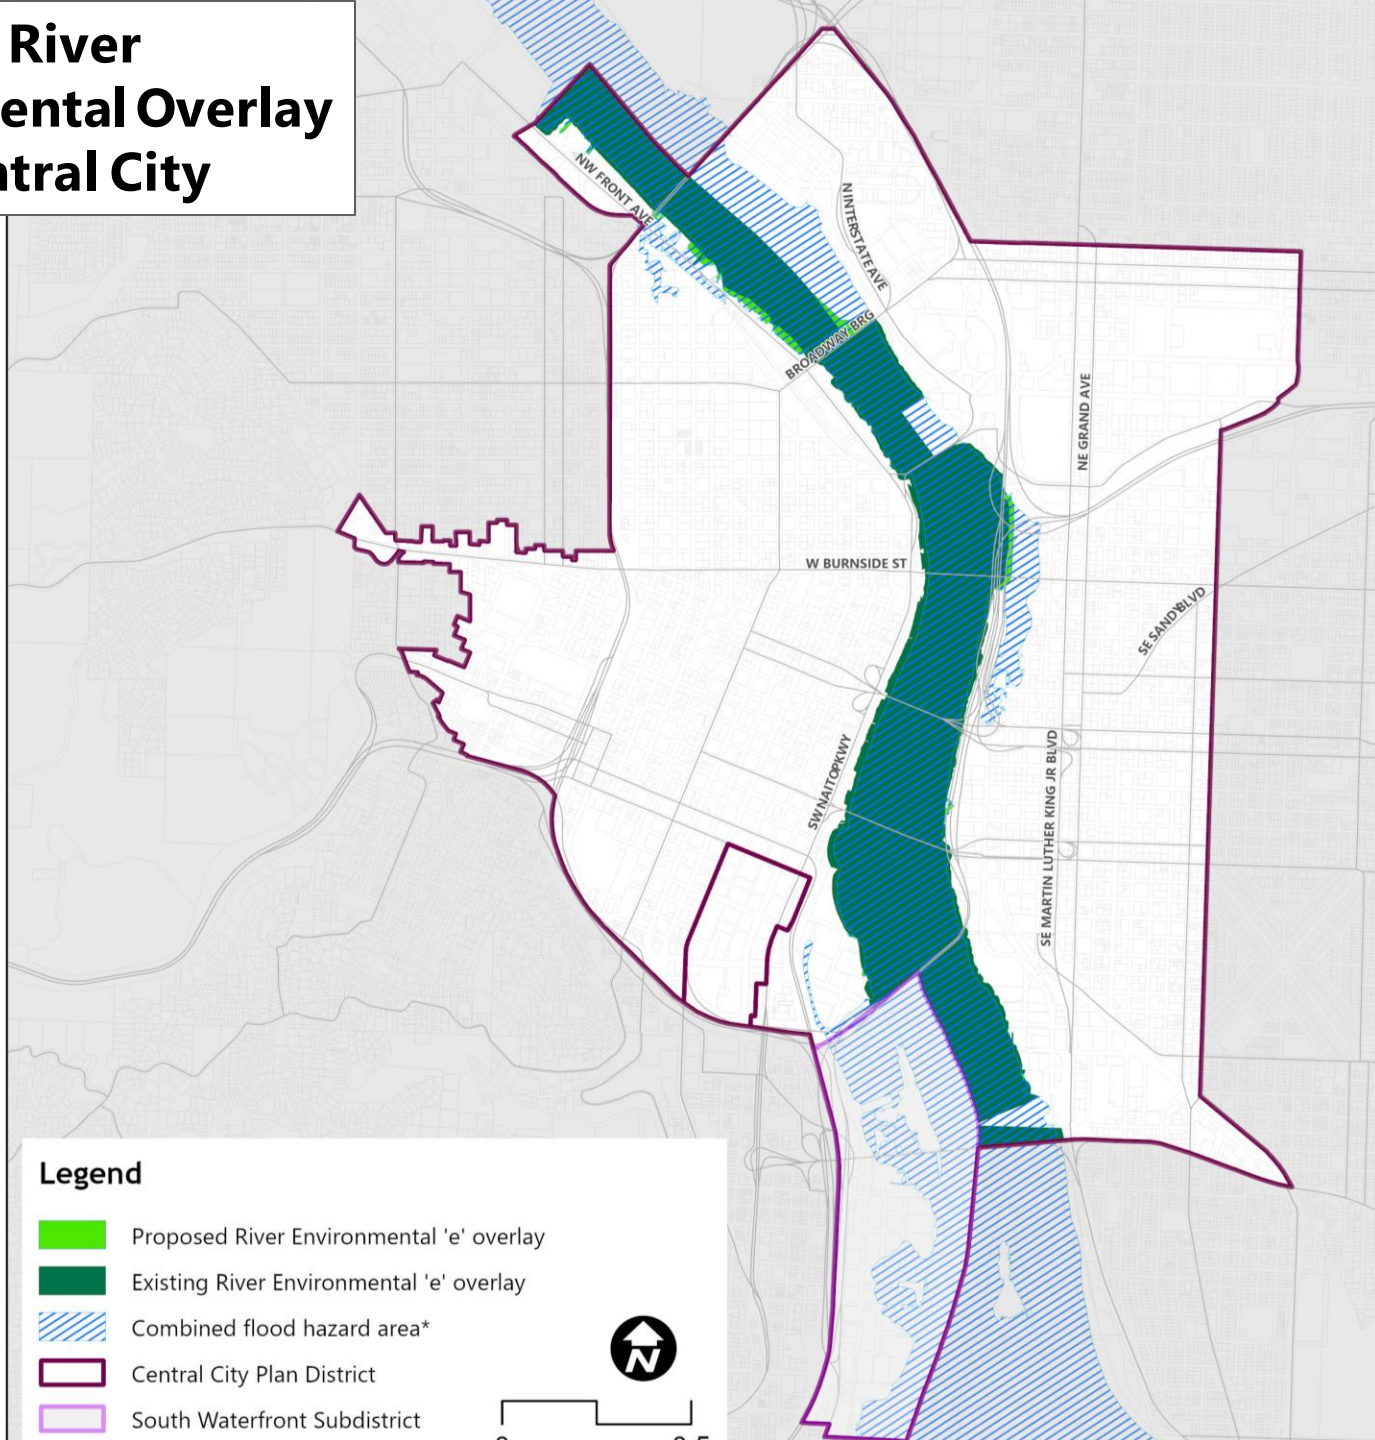 River
ental Overlay
ntral City
NW FRONT AVE
N INTERSTATE AVE
BROADWAY BRG
NE GRAND AVE
W BURNSIDE ST
SE SANDY BLVD
SW NAITO PKWY
SE MARTIN LUTHER KING JR BLVD
Legend
Proposed River Environmental 'e' overlay
Existing River Environmental 'e' overlay
Combined flood hazard area*
Central City Plan District
South Waterfront Subdistrict
N